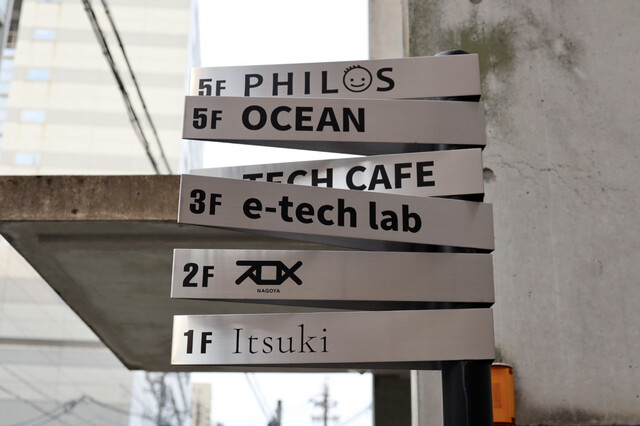 5F PHILOS
5F OCEAN
TECH CAFE
3F e-tech lab
2F
NAGOYA
1F Itsuki